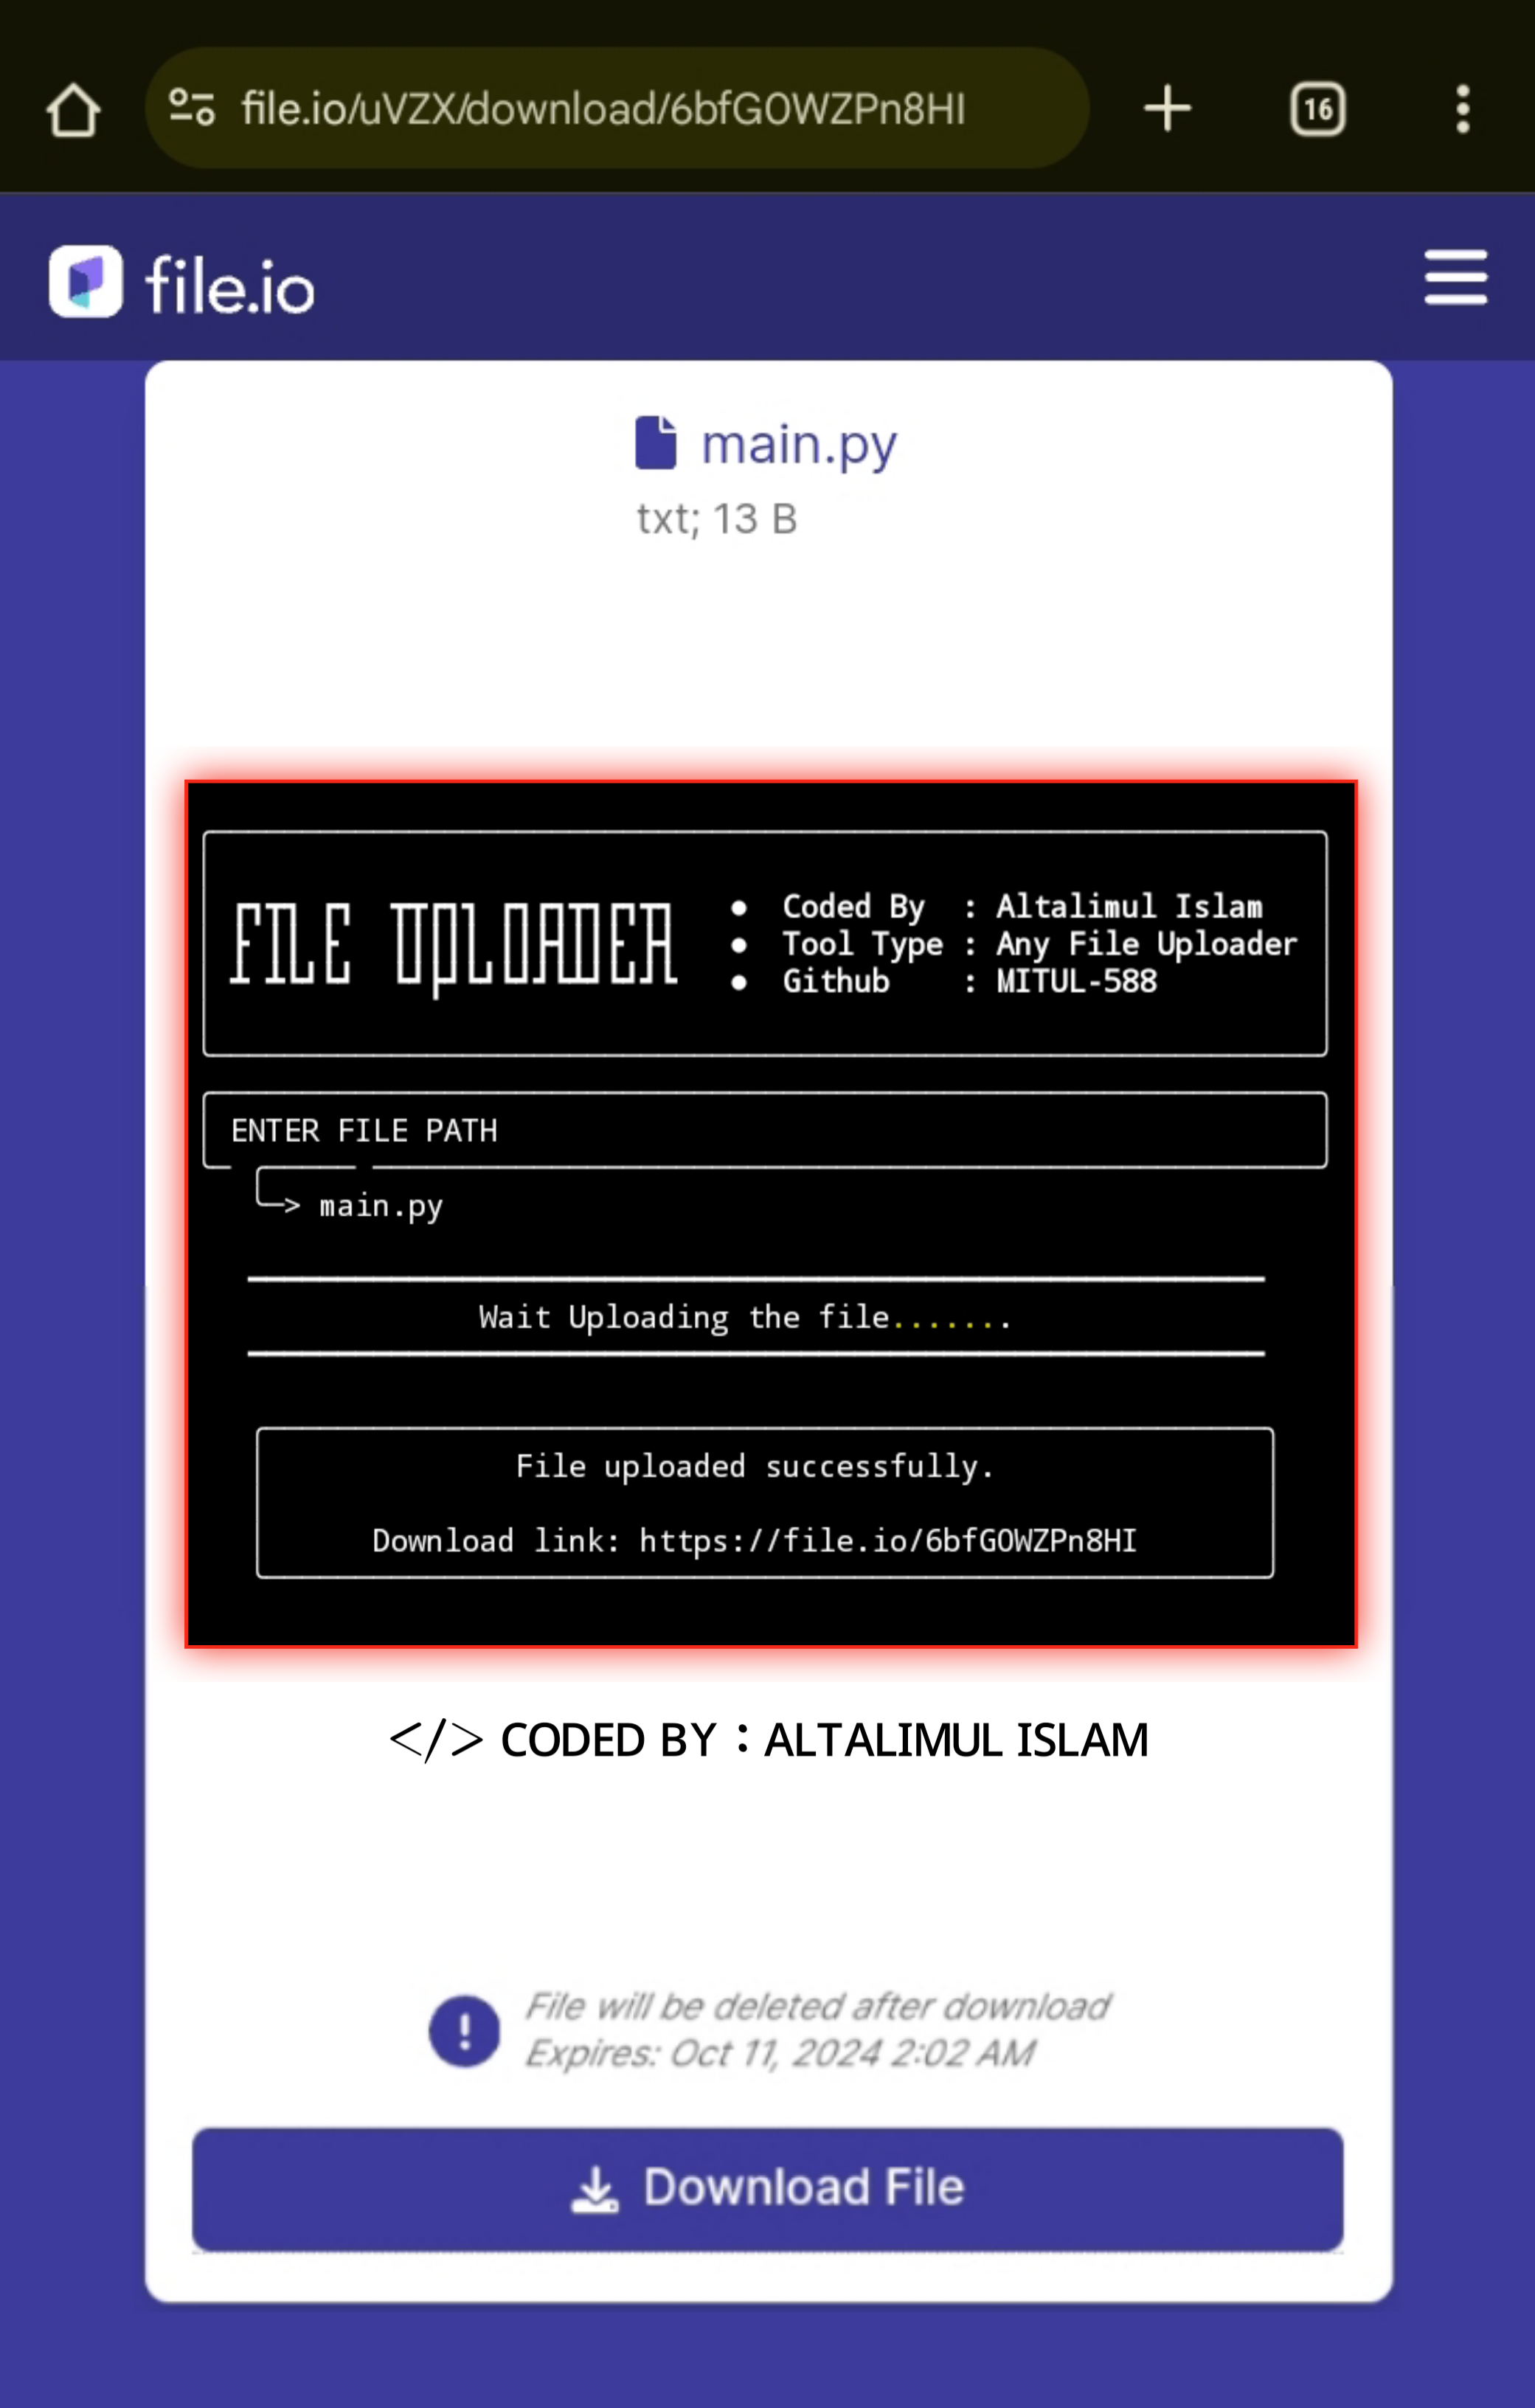 file.io/uVZX/download/6bfG0WZPn8HI
16
file.io
main.py
txt; 13 B
FILE UpLOADER
● Coded By : Altalimul Islam
● Tool Type : Any File Uploader
● Github : MITUL-588
ENTER FILE PATH
main.py
Wait Uploading the file.......
File uploaded successfully.
Download link: https://file.io/6bfG0WZPn8HI
</> CODED BY : ALTALIMUL ISLAM
File will be deleted after download
Expires: Oct 11, 2024 2:02 AM
Download File